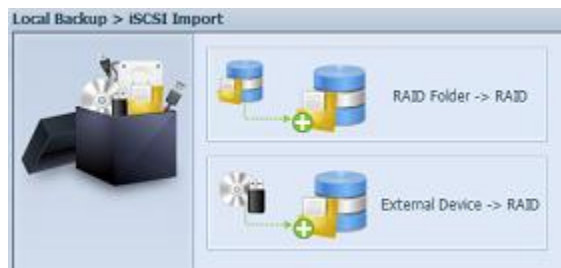 Local Backup > iSCSI Import
RAID Folder -> RAID
External Device -> RAID